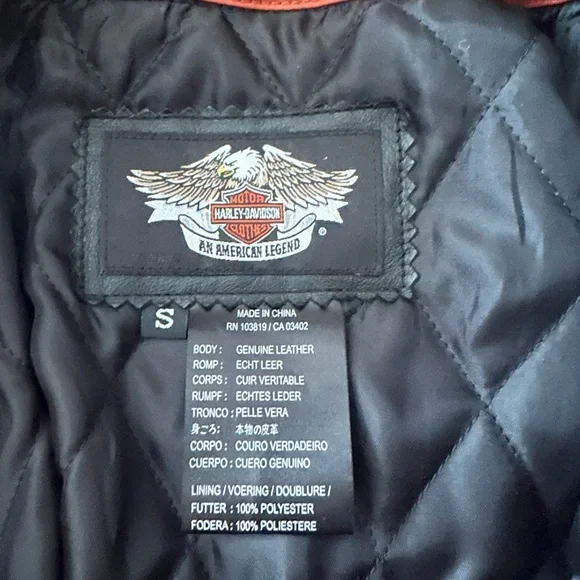 MOTOR
HARLEY-DAVIDSON
CLOTHES
AN AMERICAN LEGEND
®
S
MADE IN CHINA
RN 103819 / CA 03402
BODY : GENUINE LEATHER
ROMP : ECHT LEER
CORPS : CUIR VERITABLE
RUMPF : ECHTES LEDER
TRONCO : PELLE VERA
身ごろ: 本物の皮革
CORPO : COURO VERDADEIRO
CUERPO : CUERO GENUINO
LINING / VOERING / DOUBLURE /
FUTTER : 100% POLYESTER
FODERA : 100% POLIESTERE